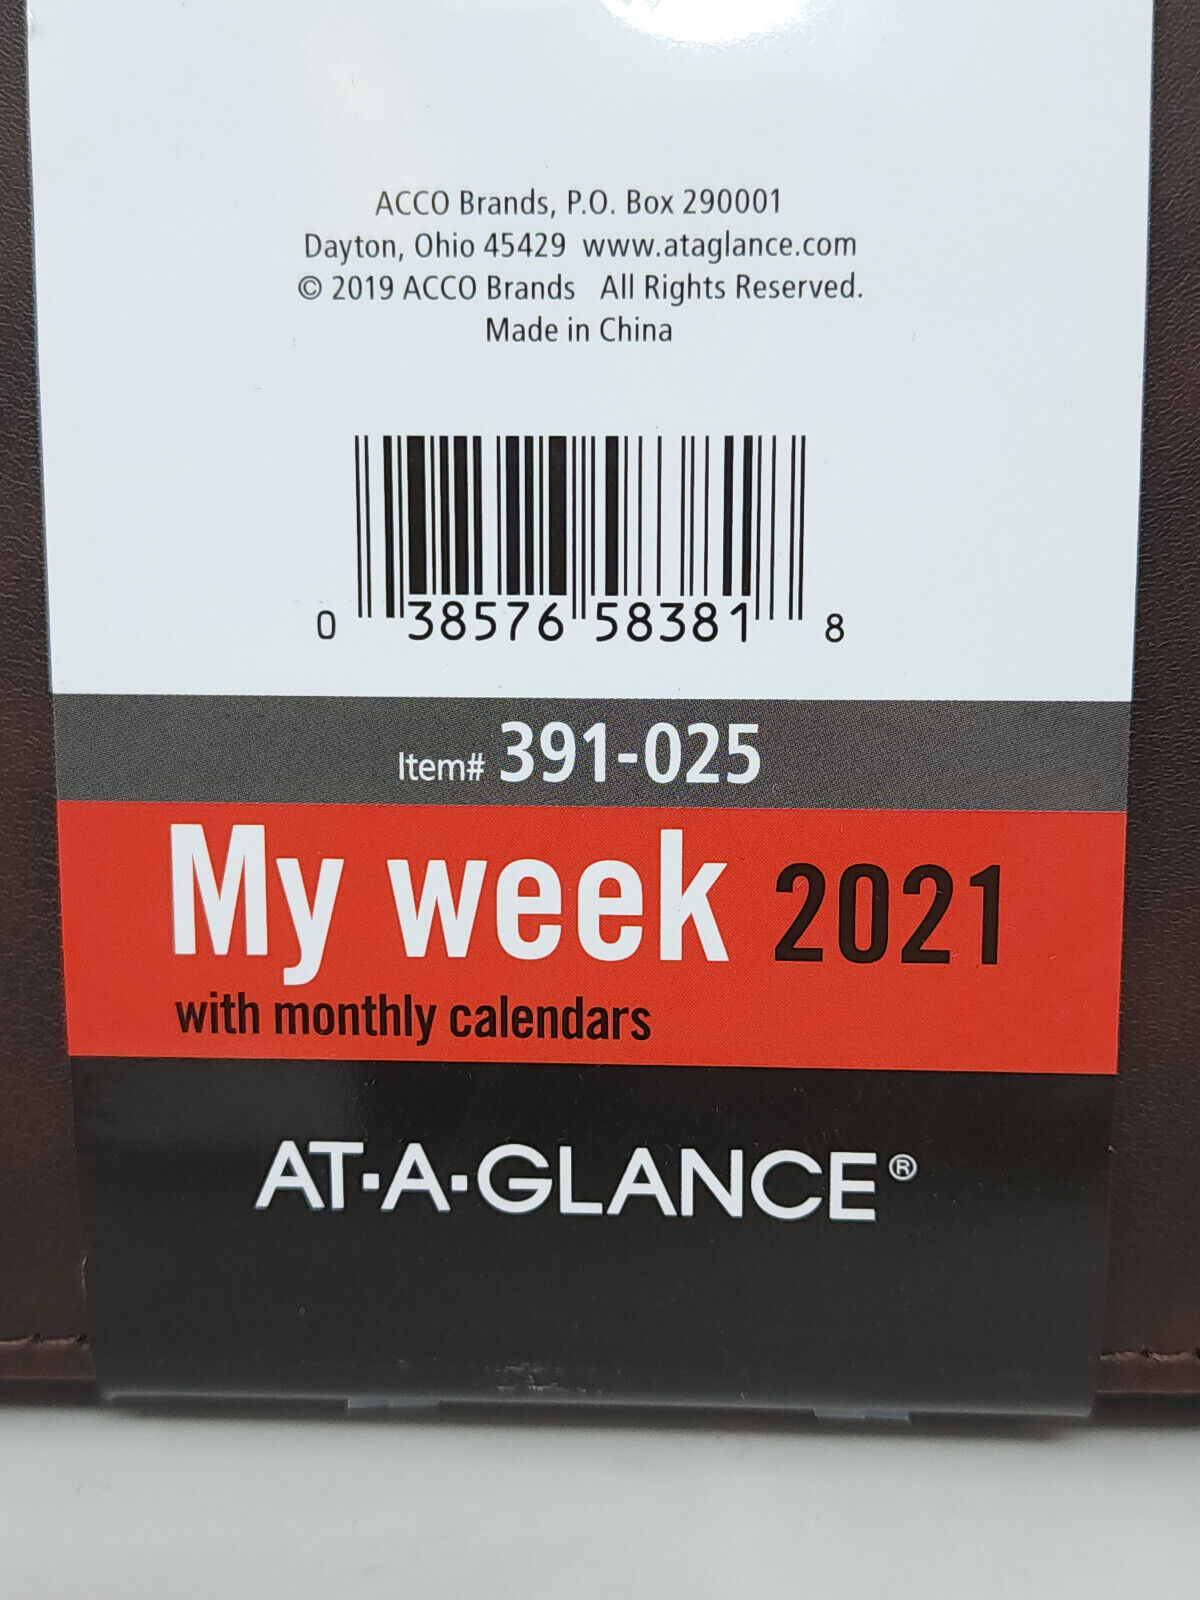 ACCO Brands, P.O. Box 290001
Dayton, Ohio 45429 www.ataglance.com
© 2019 ACCO Brands All Rights Reserved.
Made in China
0 38576 58381 8
Item# 391-025
My week 2021
with monthly calendars
AT·A·GLANCE®